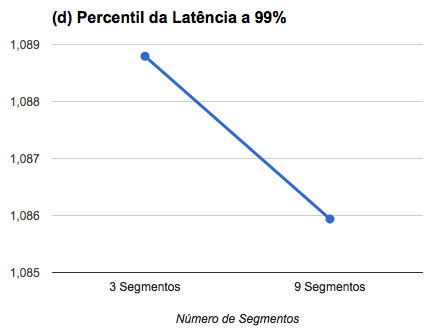 (d) Percentil da Latência a 99%
1,089
1,088
1,087
1,086
1,085
3 Segmentos
9 Segmentos
Número de Segmentos